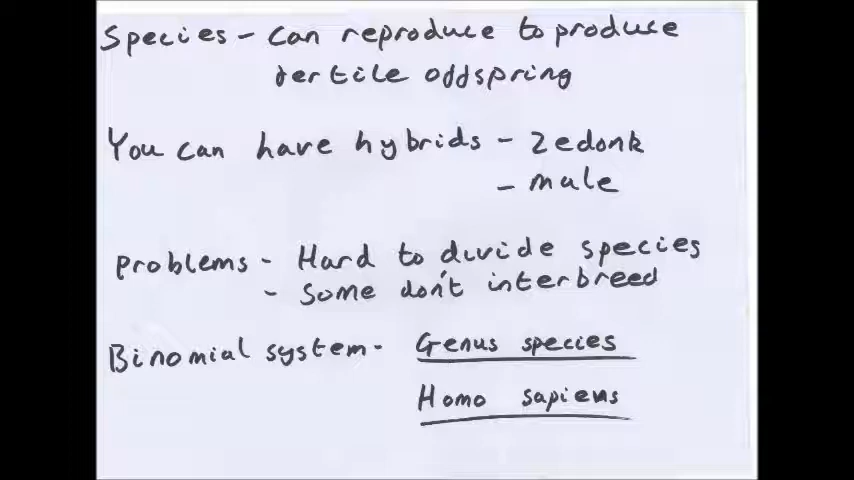 Species - Can reproduce to produce
fertile offspring
You can have hybrids - Zedonk
- male
Problems - Hard to divide species
- Some don't interbreed
Binomial system - Genus species
Homo sapiens